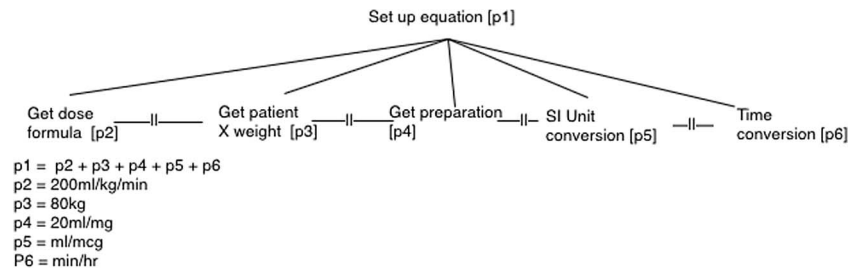 Set up equation [p1]
Get dose
formula [p2]
Get patient
X weight [p3]
Get preparation
[p4]
SI Unit
conversion [p5]
Time
conversion [p6]
p1 = p2 + p3 + p4 + p5 + p6
p2 = 200ml/kg/min
p3 = 80kg
p4 = 20ml/mg
p5 = ml/mcg
P6 = min/hr